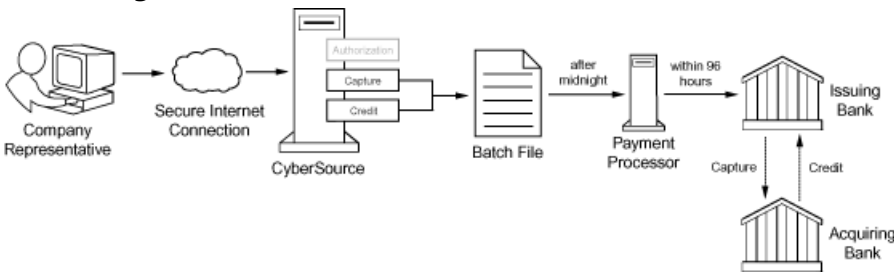 Authorization
Capture
Credit
after
midnight
within 96
hours
Issuing
Bank
Company
Representative
Secure Internet
Connection
CyberSource
Batch File
Payment
Processor
Capture
Credit
Acquiring
Bank